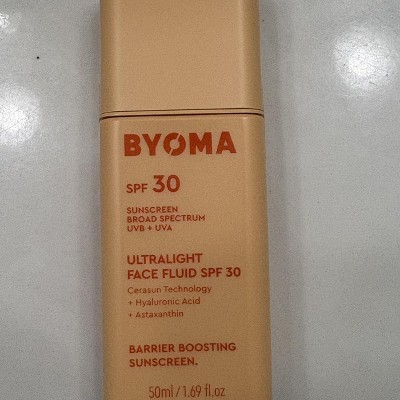 BYOMA
SPF 30
SUNSCREEN
BROAD SPECTRUM
UVB + UVA
ULTRALIGHT
FACE FLUID SPF 30
Cerasun Technology
+ Hyaluronic Acid
+ Astaxanthin
BARRIER BOOSTING
SUNSCREEN.
50ml / 1.69 fl.oz